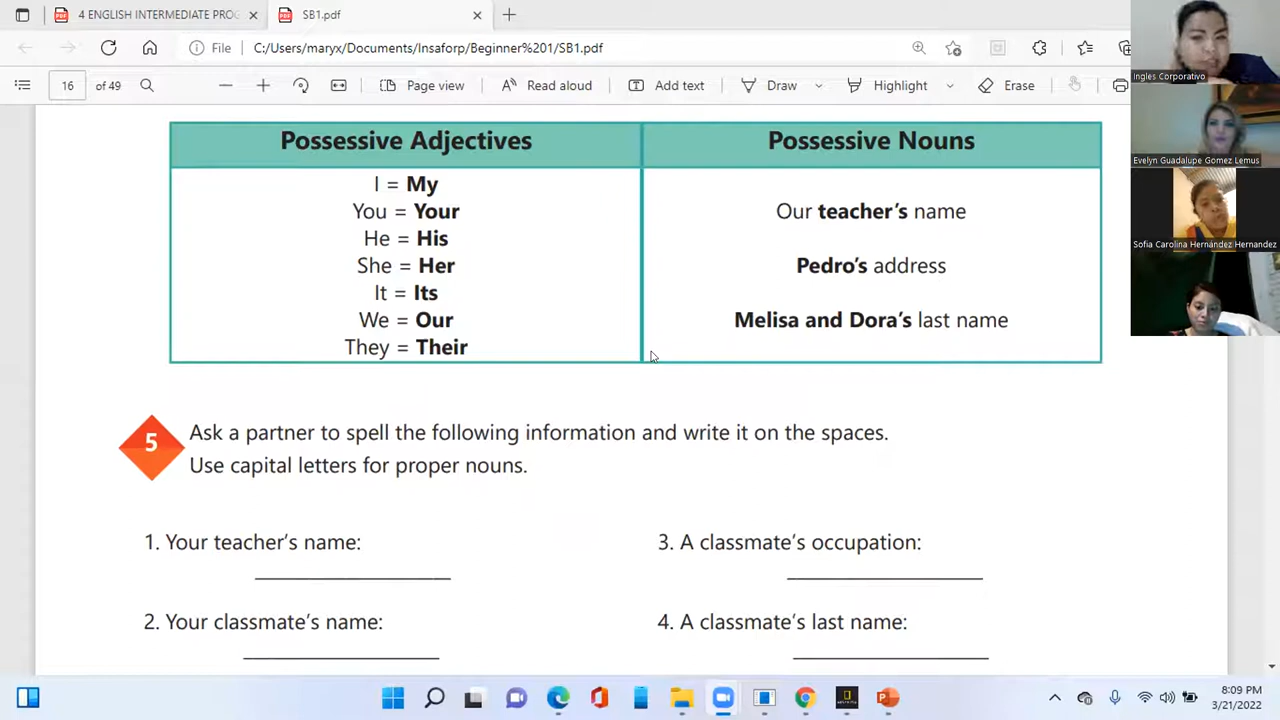 4 ENGLISH INTERMEDIATE PROG
SB1.pdf
File
C:/Users/maryx/Documents/Insaforp/Beginner%201/SB1.pdf
16 of 49
Page view
Read aloud
Add text
Draw
Highlight
Erase
Ingles Corporativo
Evelyn Guadalupe Gomez Lemus
Sofia Carolina Hernández Hernandez
Possessive Adjectives
I = My
You = Your
He = His
She = Her
It = Its
We = Our
They = Their
Possessive Nouns
Our teacher's name
Pedro's address
Melisa and Dora's last name
5
Ask a partner to spell the following information and write it on the spaces.
Use capital letters for proper nouns.
1. Your teacher's name:
2. Your classmate's name:
3. A classmate's occupation:
4. A classmate's last name:
8:09 PM
3/21/2022